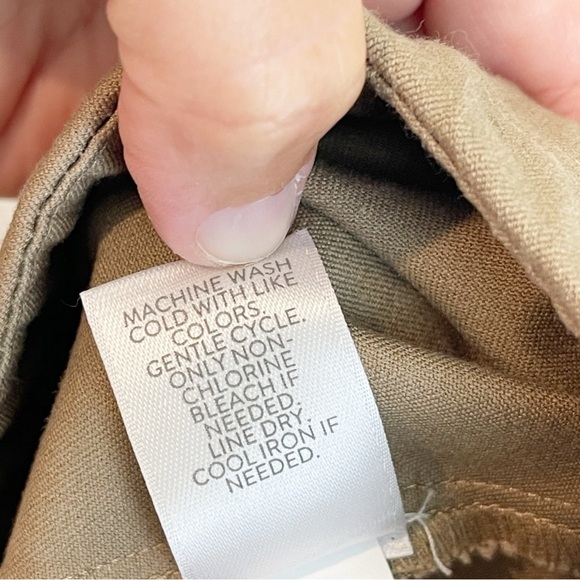 MACHINE WASH
COLD WITH LIKE
COLORS.
GENTLE CYCLE.
ONLY NON-
CHLORINE
BLEACH IF
NEEDED.
LINE DRY.
COOL IRON IF
NEEDED.